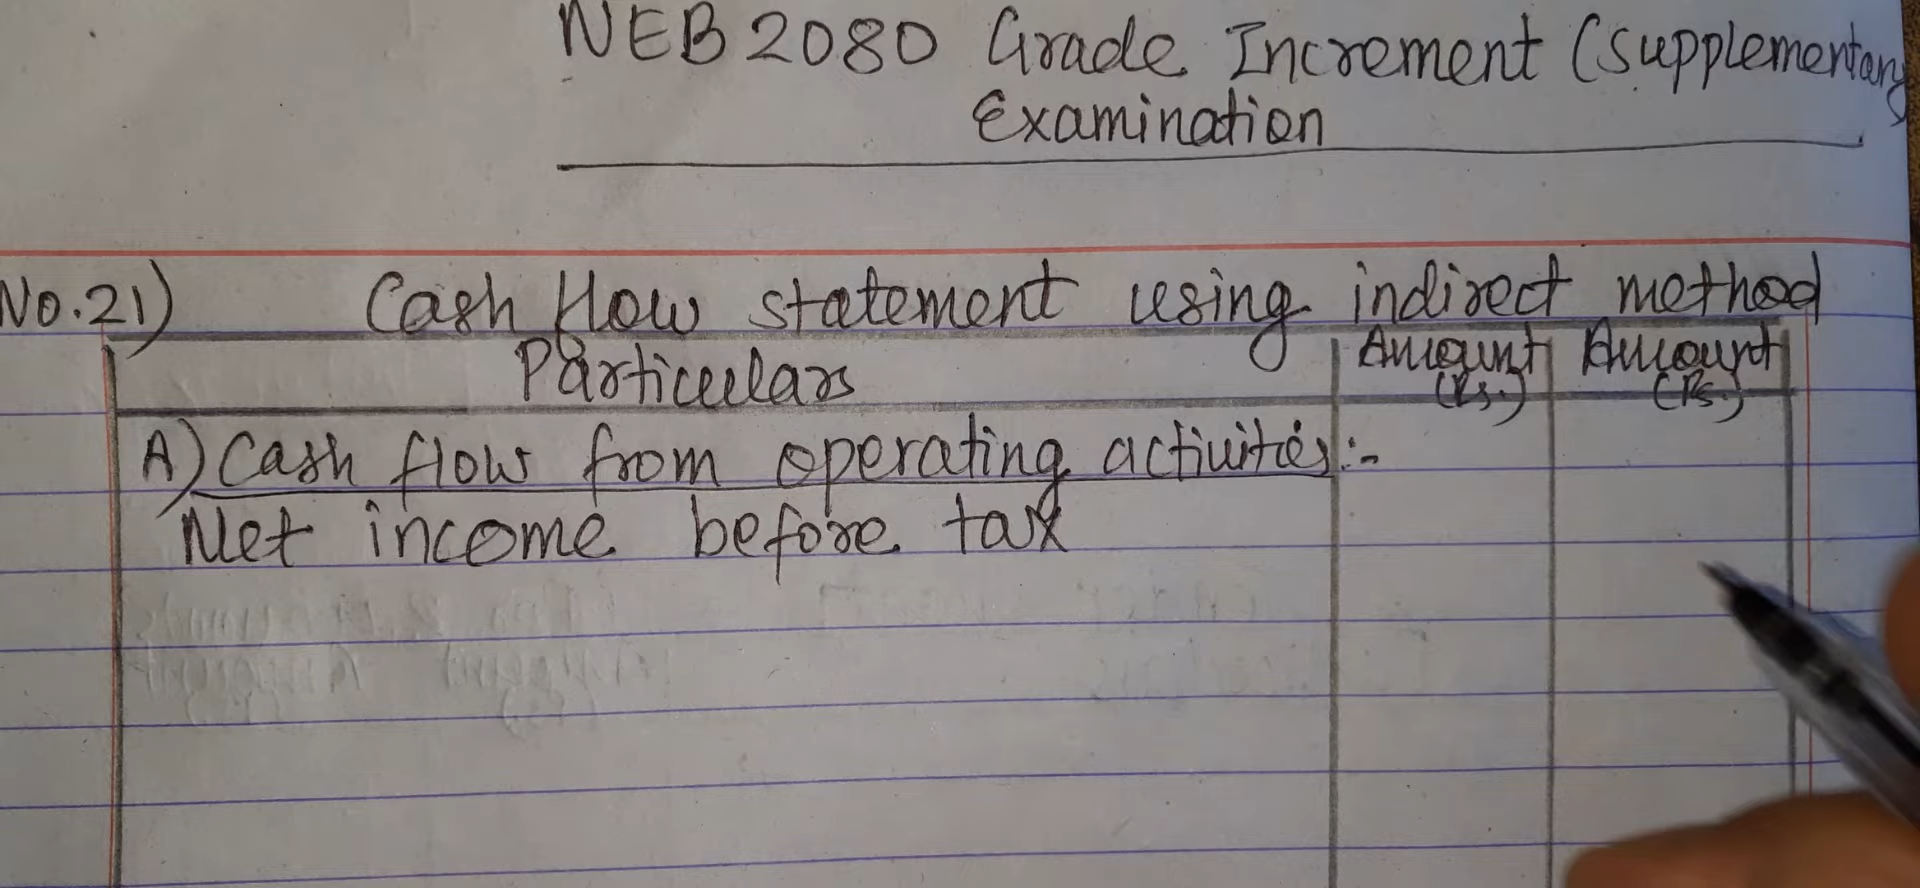 NEB 2080 Grade Increment (Supplementary
Examination
No.21) Cash flow statement using indirect method
Particulars Amount (Rs.) Amount (Rs.)
A) Cash flow from operating activities:-
Net income before tax